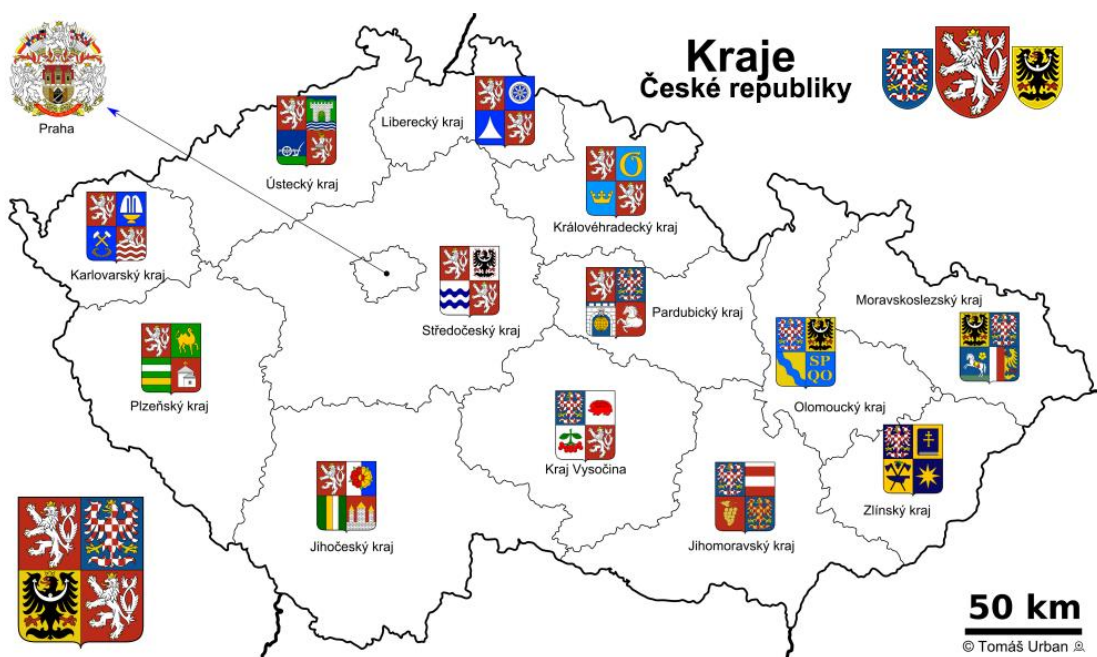 Kraje
České republiky
Praha
Liberecký kraj
Ústecký kraj
Královéhradecký kraj
Karlovarský kraj
Středočeský kraj
Pardubický kraj
Moravskoslezský kraj
SP
QO
Plzeňský kraj
Olomoucký kraj
Kraj Vysočina
Zlínský kraj
Jihočeský kraj
Jihomoravský kraj
50 km
© Tomáš Urban